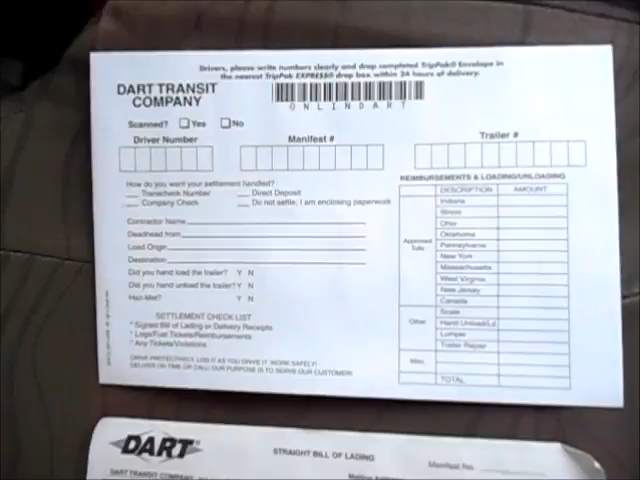 Drivers, please write numbers clearly and drop completed TripPak® Envelope in
the nearest TripPak EXPRESS® drop box within 24 hours of delivery.
DART TRANSIT
COMPANY
ONLINDART
Scanned? Yes No
Driver Number Manifest # Trailer #
REIMBURSEMENTS & LOADING/UNLOADING
DESCRIPTION AMOUNT
How do you want your settlement handled?
Transcheck Number Direct Deposit
Company Check Do not settle, I am enclosing paperwork
Contractor Name
Deadhead from
Load Origin
Destination
Did you hand load the trailer? Y N
Did you hand unload the trailer? Y N
Haz-Mat? Y N
SETTLEMENT CHECK LIST
* Signed Bill of Lading or Delivery Receipts
* Logs/Fuel Tickets/Reimbursements
* Any Tickets/Violations
DRIVE PROTECTIVELY, LOG IT AS YOU DRIVE IT. WORK SAFELY!
DELIVER ON TIME OR CALL! OUR PURPOSE IS TO SERVE OUR CUSTOMER!
Approved
Tolls
Indiana
Illinois
Ohio
Oklahoma
Pennsylvania
New York
Massachusetts
West Virginia
New Jersey
Canada
Other
Scale
Hand Unload/Ld
Lumper
Trailer Repair
Misc.
TOTAL
DART®
STRAIGHT BILL OF LADING
Manifest No.
DART TRANSIT COMPANY